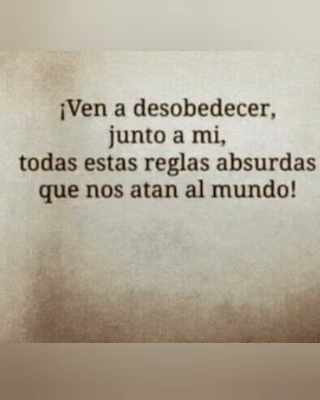 ¡Ven a desobedecer,
junto a mi,
todas estas reglas absurdas
que nos atan al mundo!